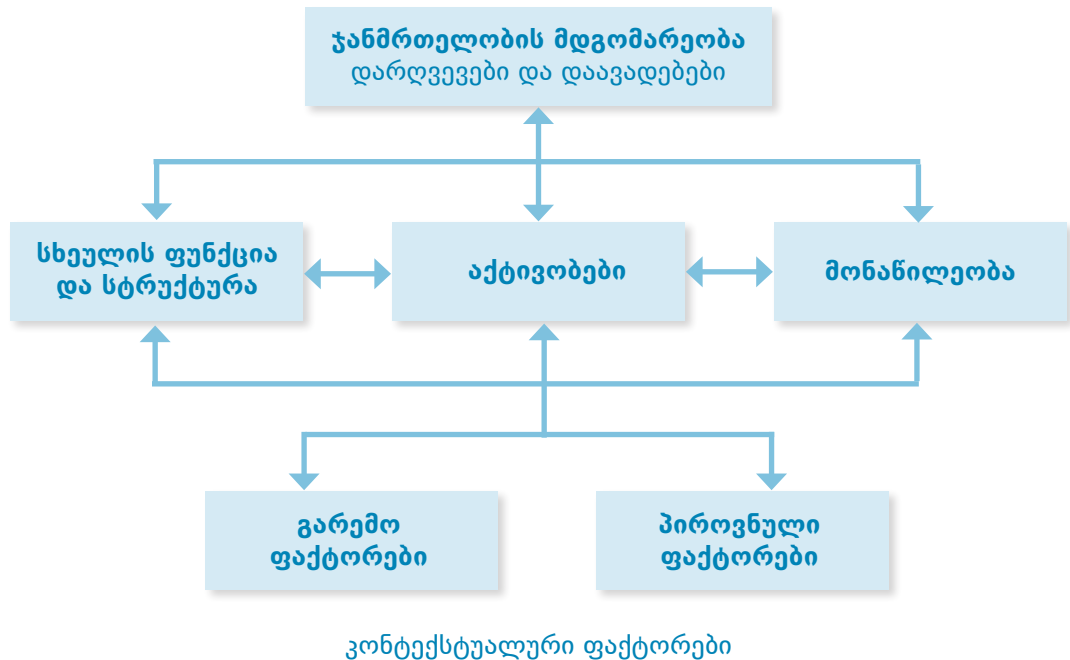 ჯანმრთელობის მდგომარეობა
დარღვევები და დაავადებები
სხეულის ფუნქცია
და სტრუქტურა
აქტივობები
მონაწილეობა
გარემო
ფაქტორები
პიროვნული
ფაქტორები
კონტექსტუალური ფაქტორები